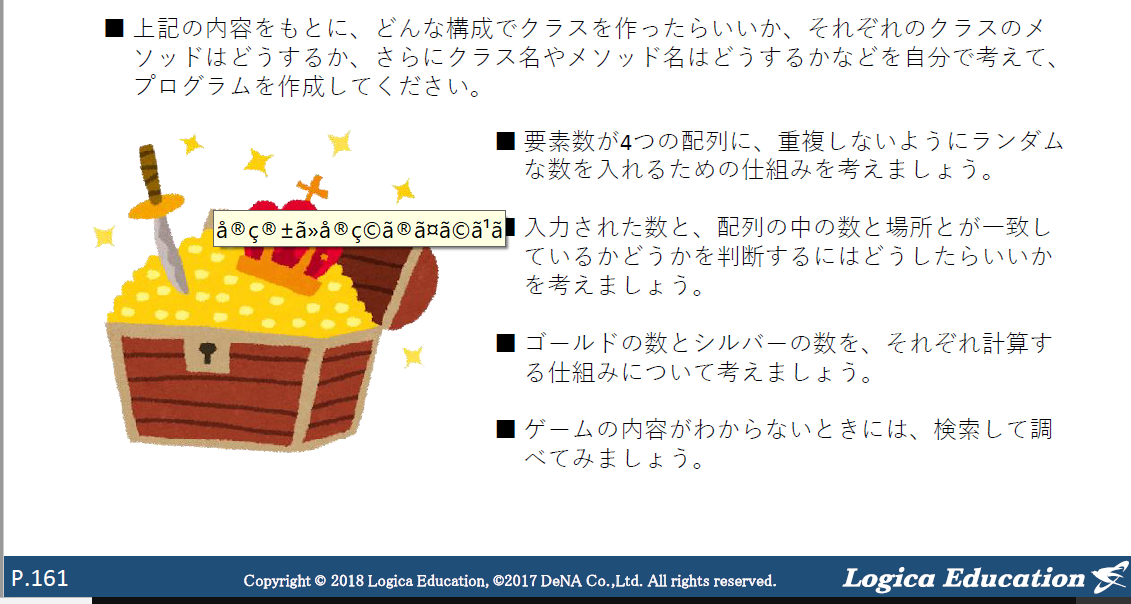 ■ 上記の内容をもとに、どんな構成でクラスを作ったらいいか、それぞれのクラスのメ
ソッドはどうするか、さらにクラス名やメソッド名はどうするかなどを自分で考えて、
プログラムを作成してください。
■ 要素数が4つの配列に、重複しないようにランダム
な数を入れるための仕組みを考えましょう。
å®ç®±ã»å®ç©ã®ã¤ã©ã¹ã
■ 入力された数と、配列の中の数と場所とが一致し
ているかどうかを判断するにはどうしたらいいか
を考えましょう。
■ ゴールドの数とシルバーの数を、それぞれ計算す
る仕組みについて考えましょう。
■ ゲームの内容がわからないときには、検索して調
べてみましょう。
P.161
Copyright © 2018 Logica Education, ©2017 DeNA Co.,Ltd. All rights reserved.
Logica Education